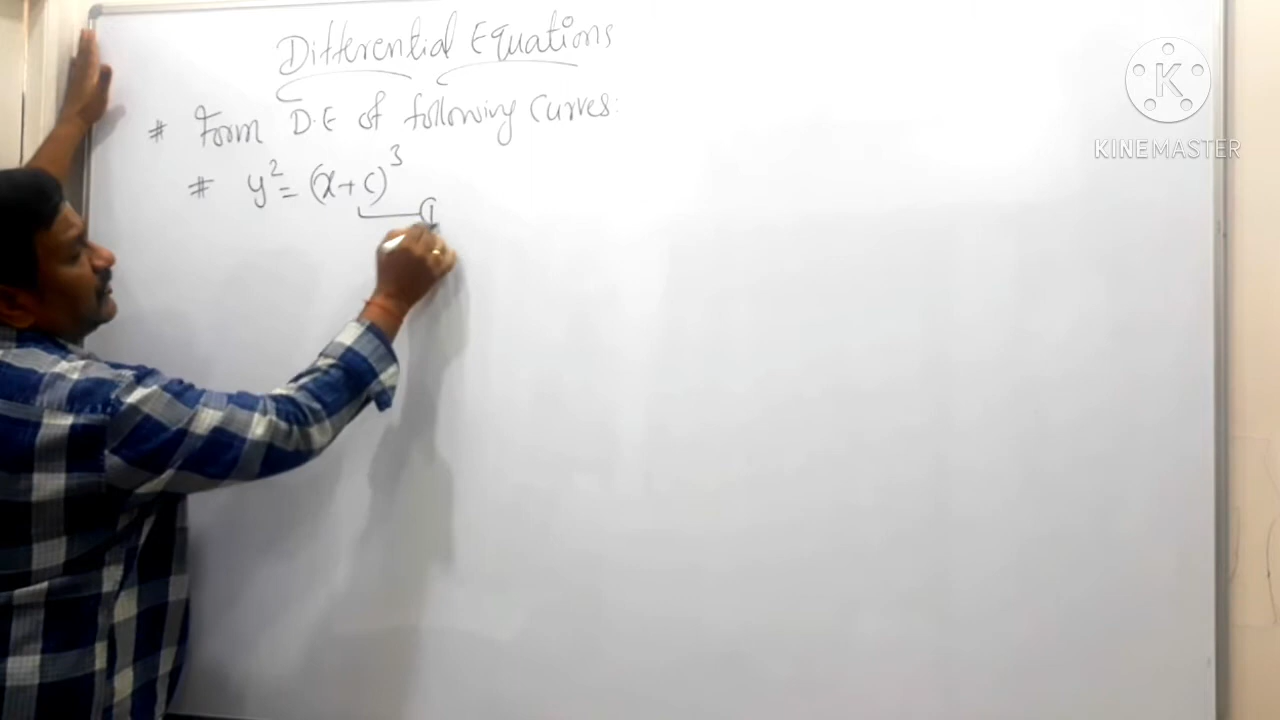 Differential Equations
# Form D.E of following Curves:
# y² = (x+c)³
K
KINEMASTER